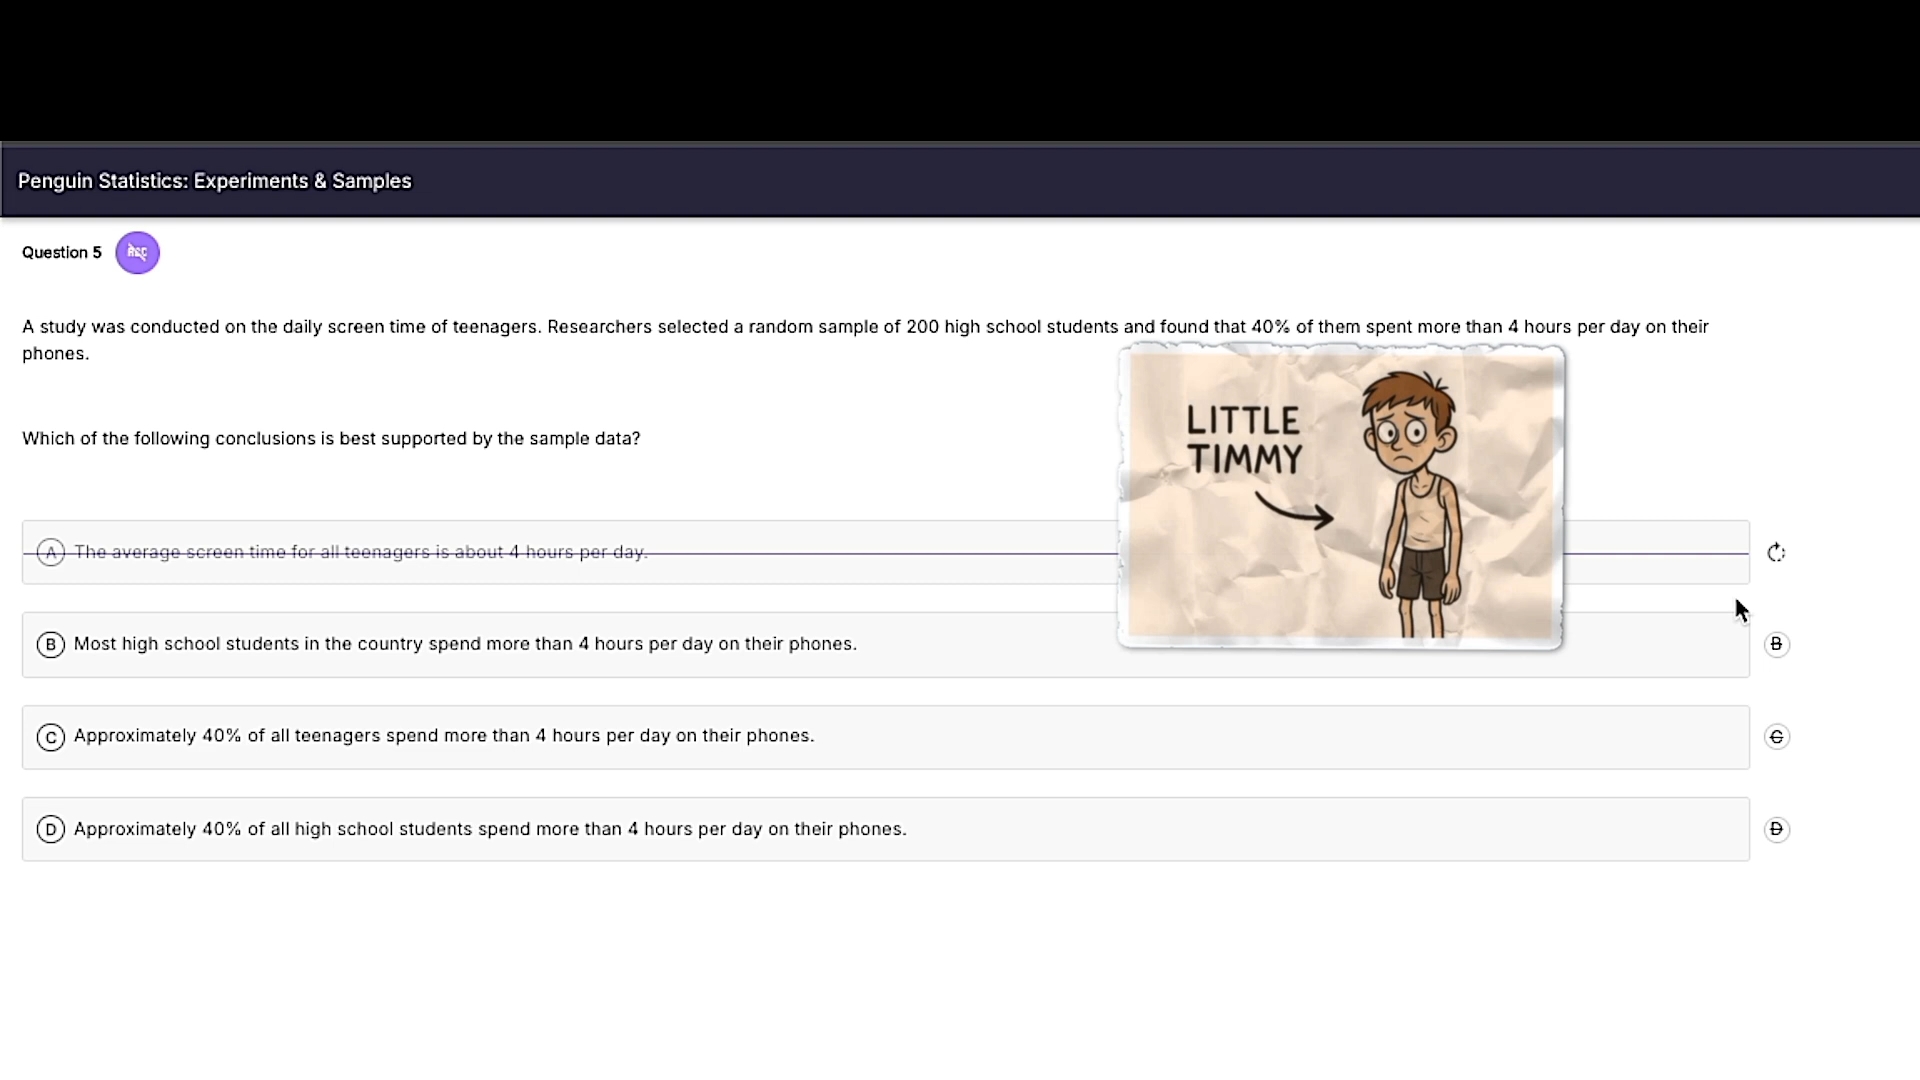 Penguin Statistics: Experiments & Samples
Question 5
ABC
A study was conducted on the daily screen time of teenagers. Researchers selected a random sample of 200 high school students and found that 40% of them spent more than 4 hours per day on their
phones.
Which of the following conclusions is best supported by the sample data?
LITTLE
TIMMY
A The average screen time for all teenagers is about 4 hours per day.
B Most high school students in the country spend more than 4 hours per day on their phones.
B
C Approximately 40% of all teenagers spend more than 4 hours per day on their phones.
C
D Approximately 40% of all high school students spend more than 4 hours per day on their phones.
D